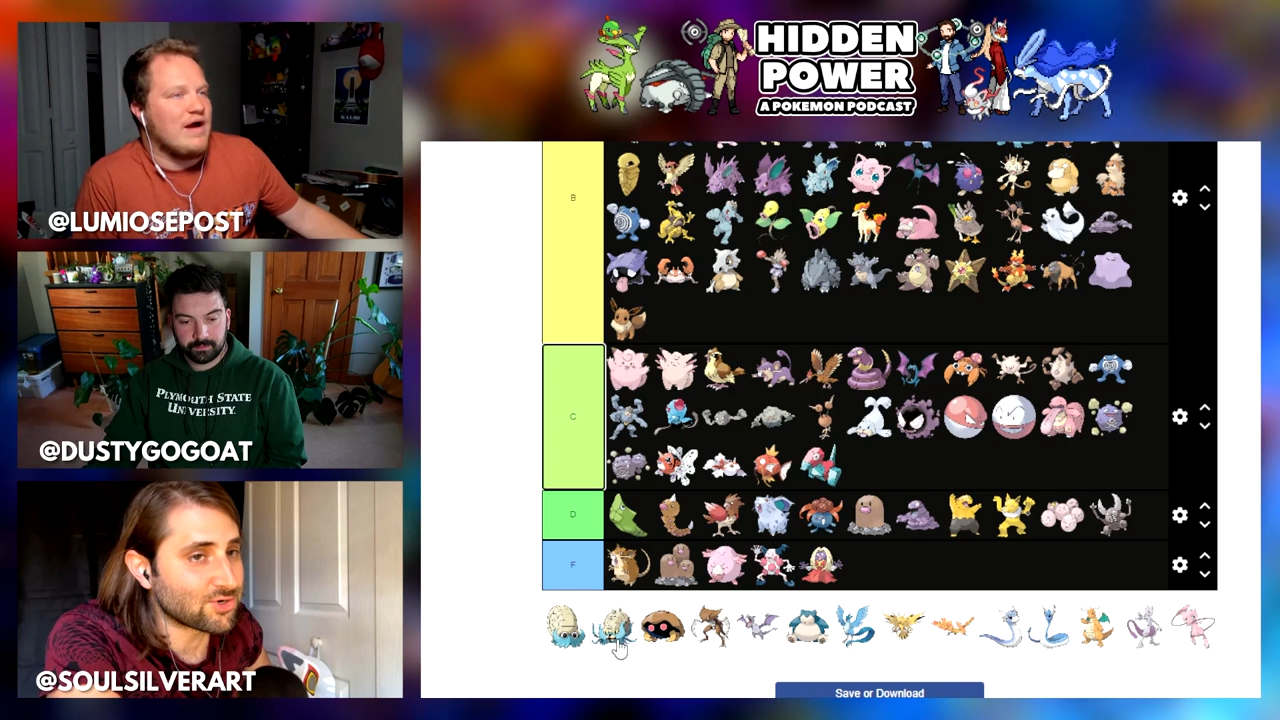 HIDDEN
POWER
A POKEMON PODCAST
@LUMIOSEPOST
PLYMOUTH STATE
UNIVERSITY.
@DUSTYGOGOAT
@SOULSILVERART
B
C
D
F
Save or Download